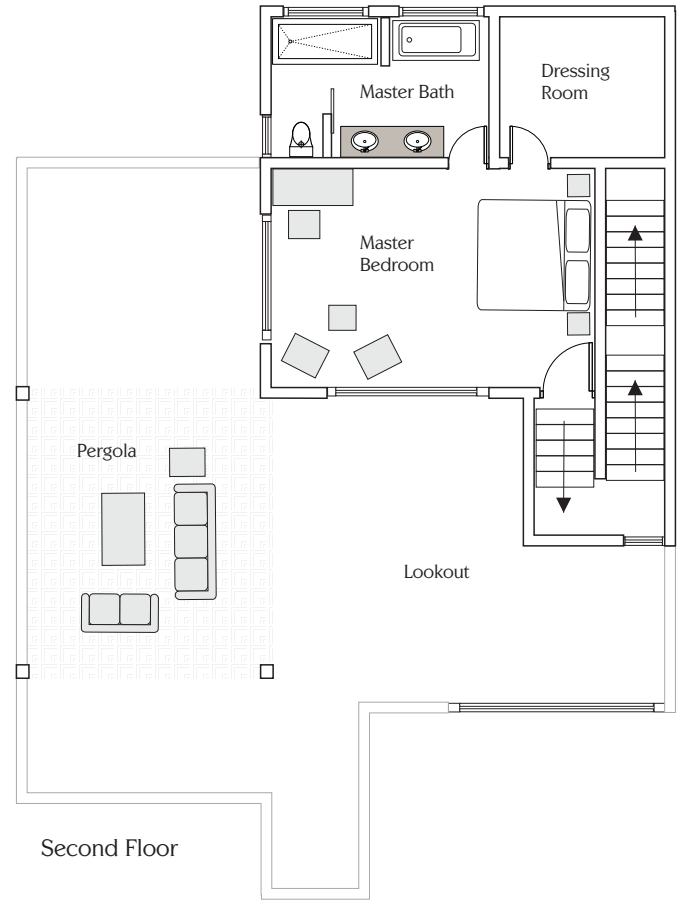 Dressing
Room
Master Bath
Master
Bedroom
Pergola
Lookout
Second Floor